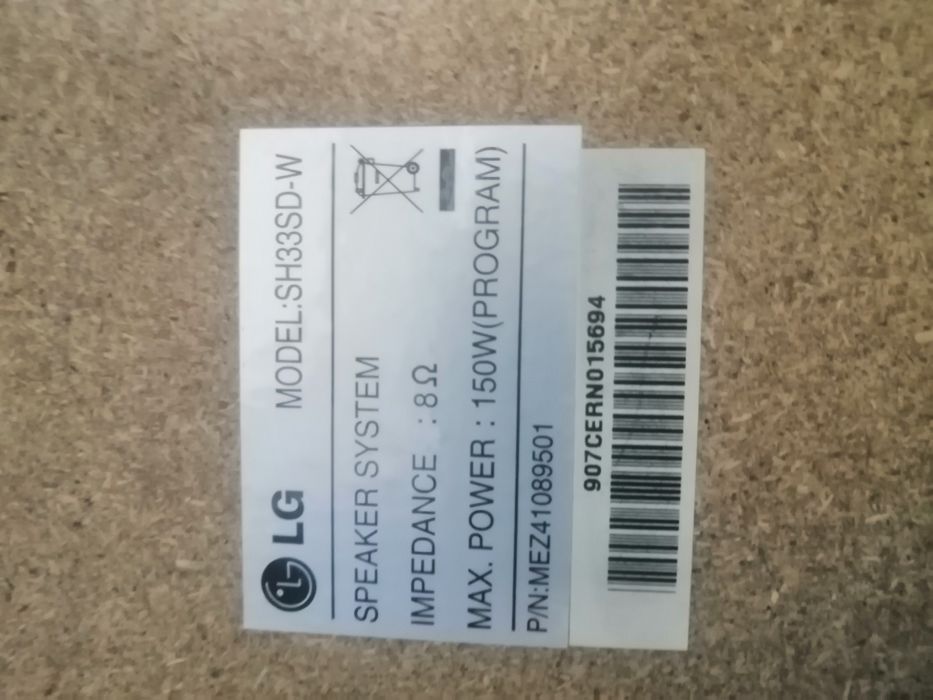 LG MODEL:SH33SD-W
SPEAKER SYSTEM
IMPEDANCE : 8Ω
MAX. POWER : 150W(PROGRAM)
P/N:MEZ41089501
907CERN015694